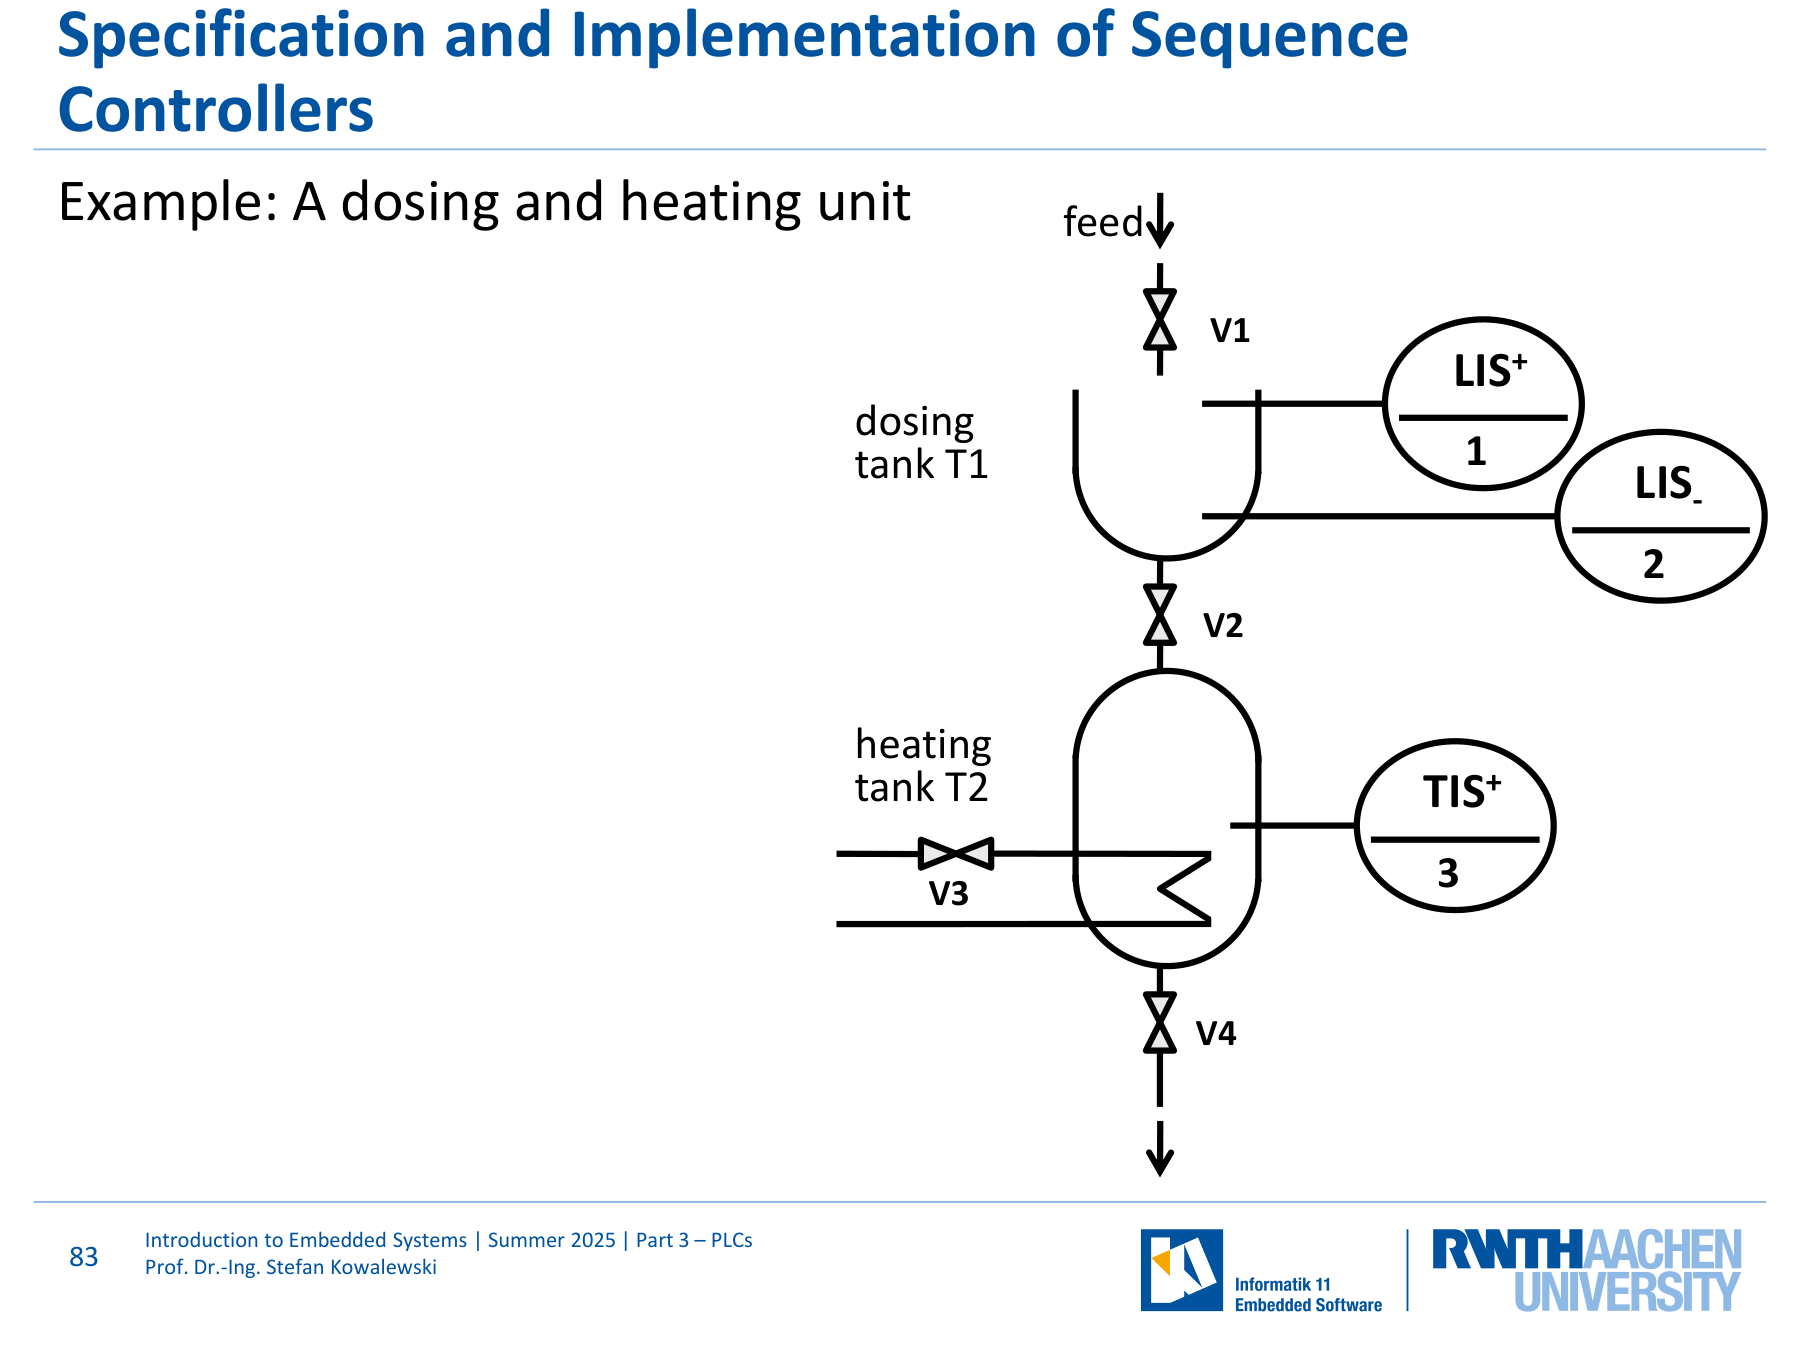 Specification and Implementation of Sequence
Controllers
Example: A dosing and heating unit
feed
V1
LIS+
1
dosing
tank T1
LIS-
2
V2
heating
tank T2
TIS+
3
V3
V4
83
Introduction to Embedded Systems | Summer 2025 | Part 3 – PLCs
Prof. Dr.-Ing. Stefan Kowalewski
Informatik 11
Embedded Software
RWTHAACHEN
UNIVERSITY